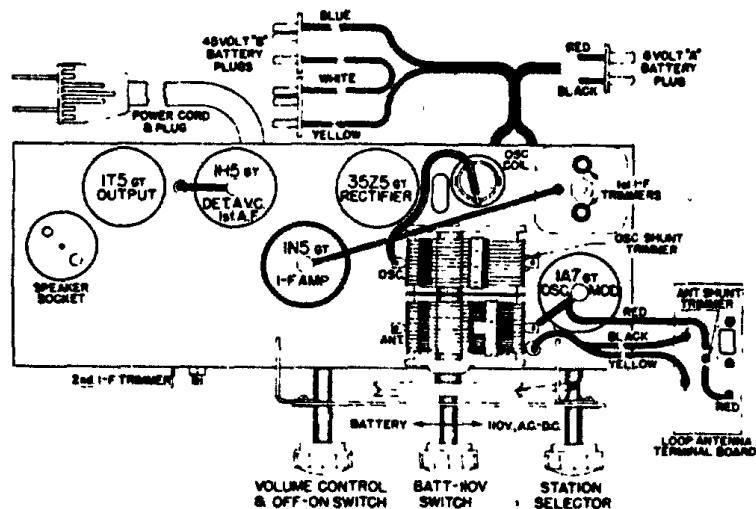 BLUE
45 VOLT "B"
BATTERY
PLUGS
WHITE
YELLOW
RED
6 VOLT "A"
BATTERY
PLUG
BLACK
POWER CORD
& PLUG
1T5 GT
OUTPUT
1H5 GT
DET. A.V.C.
1st A.F.
35Z5 GT
RECTIFIER
OSC
COIL
1st I-F
TRIMMERS
SPEAKER
SOCKET
1N5 GT
I-F AMP
OSC.
OSC SHUNT
TRIMMER
1A7 GT
OSC MOD
RED
ANT SHUNT
TRIMMER
ANT.
BLACK
YELLOW
RED
2nd I-F TRIMMER
LOOP ANTENNA
TERMINAL BOARD
BATTERY
110V, A.C.-D.C.
VOLUME CONTROL
& OFF-ON SWITCH
BATT-110V
SWITCH
STATION
SELECTOR